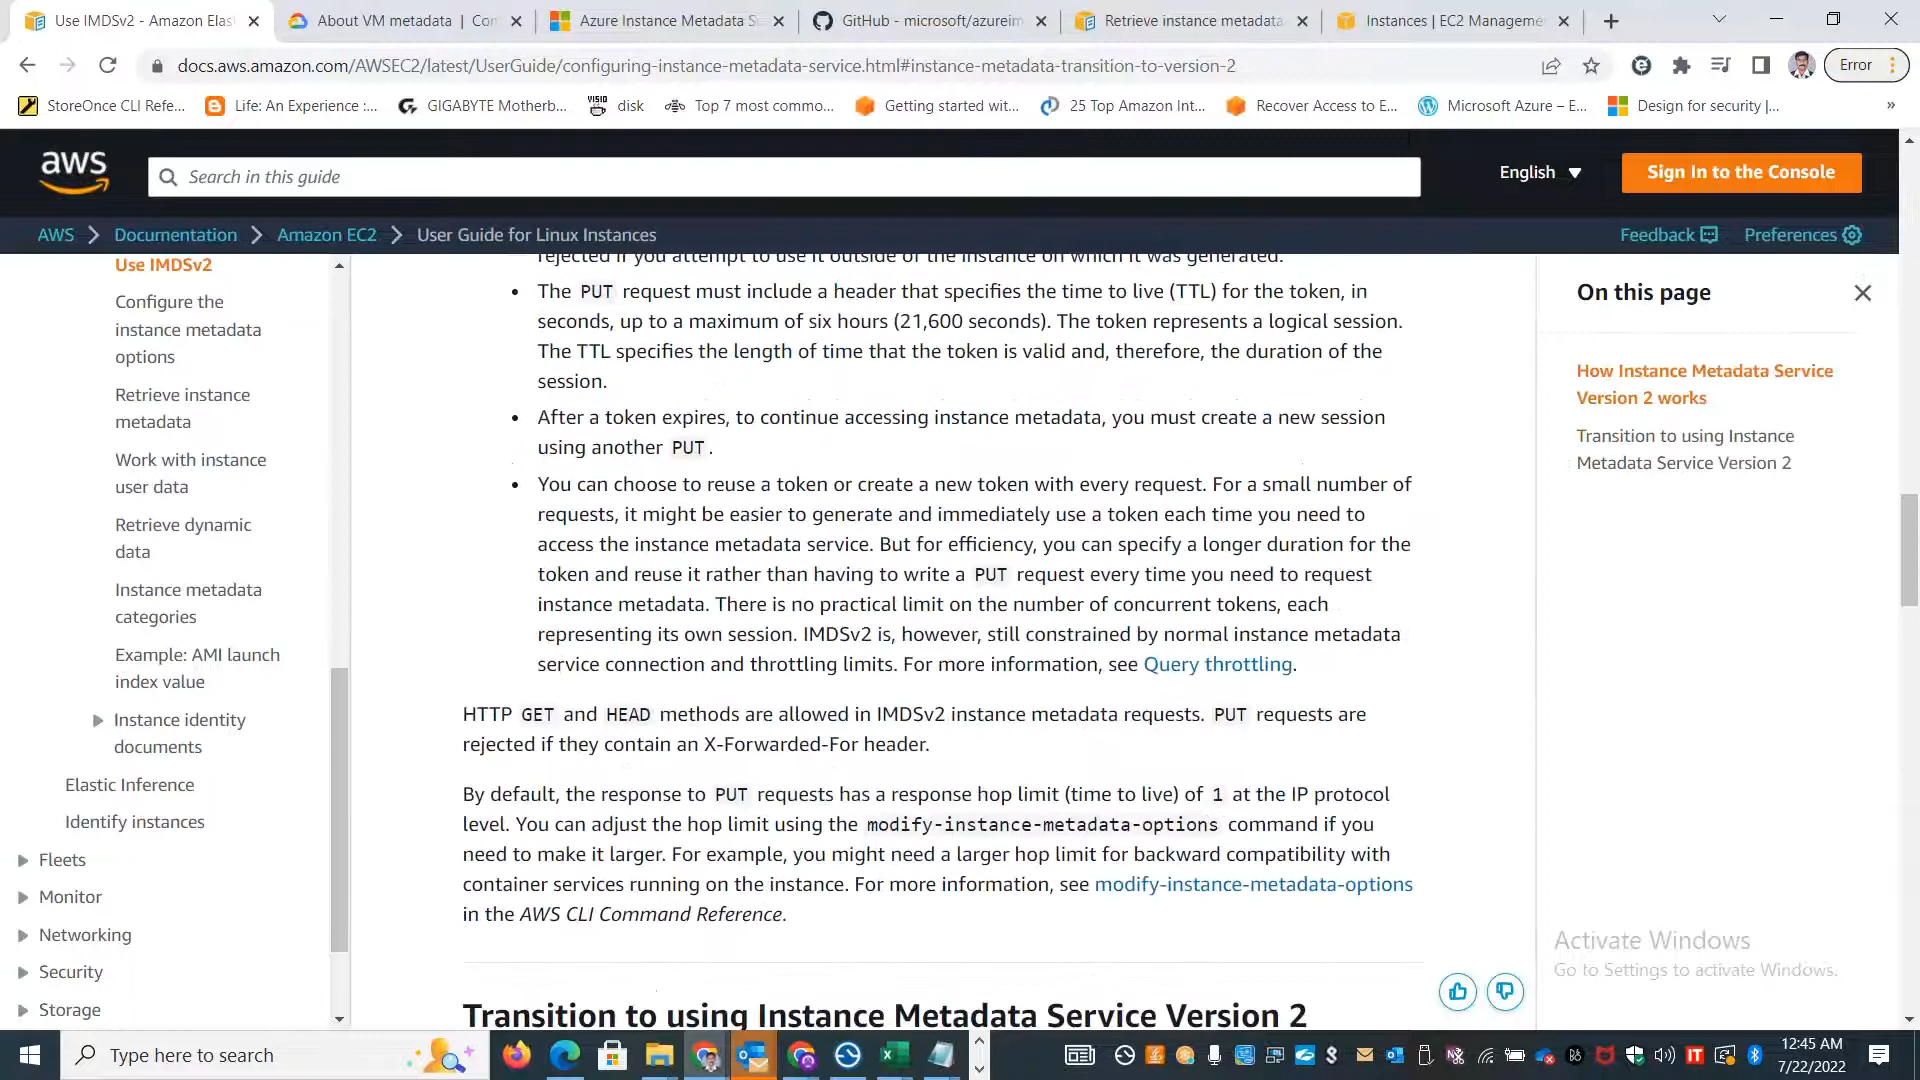 Use IMDSv2 - Amazon Elas
About VM metadata | Con
Azure Instance Metadata Se
GitHub - microsoft/azureim
Retrieve instance metadata
Instances | EC2 Manageme
docs.aws.amazon.com/AWSEC2/latest/UserGuide/configuring-instance-metadata-service.html#instance-metadata-transition-to-version-2
Error
StoreOnce CLI Refe...
Life: An Experience :...
GIGABYTE Motherb...
disk
Top 7 most commo...
Getting started wit...
25 Top Amazon Int...
Recover Access to E...
Microsoft Azure – E...
Design for security |...
»
aws
Search in this guide
English
Sign In to the Console
AWS > Documentation > Amazon EC2 > User Guide for Linux Instances
Feedback
Preferences
Use IMDSv2
Configure the
instance metadata
options
Retrieve instance
metadata
Work with instance
user data
Retrieve dynamic
data
Instance metadata
categories
Example: AMI launch
index value
Instance identity
documents
Elastic Inference
Identify instances
Fleets
Monitor
Networking
Security
Storage
rejected if you attempt to use it outside of the instance on which it was generated.
• The PUT request must include a header that specifies the time to live (TTL) for the token, in
seconds, up to a maximum of six hours (21,600 seconds). The token represents a logical session.
The TTL specifies the length of time that the token is valid and, therefore, the duration of the
session.
• After a token expires, to continue accessing instance metadata, you must create a new session
using another PUT.
• You can choose to reuse a token or create a new token with every request. For a small number of
requests, it might be easier to generate and immediately use a token each time you need to
access the instance metadata service. But for efficiency, you can specify a longer duration for the
token and reuse it rather than having to write a PUT request every time you need to request
instance metadata. There is no practical limit on the number of concurrent tokens, each
representing its own session. IMDSv2 is, however, still constrained by normal instance metadata
service connection and throttling limits. For more information, see Query throttling.
HTTP GET and HEAD methods are allowed in IMDSv2 instance metadata requests. PUT requests are
rejected if they contain an X-Forwarded-For header.
By default, the response to PUT requests has a response hop limit (time to live) of 1 at the IP protocol
level. You can adjust the hop limit using the modify-instance-metadata-options command if you
need to make it larger. For example, you might need a larger hop limit for backward compatibility with
container services running on the instance. For more information, see modify-instance-metadata-options
in the AWS CLI Command Reference.
Transition to using Instance Metadata Service Version 2
On this page
How Instance Metadata Service
Version 2 works
Transition to using Instance
Metadata Service Version 2
Activate Windows
Go to Settings to activate Windows.
Type here to search
12:45 AM
7/22/2022